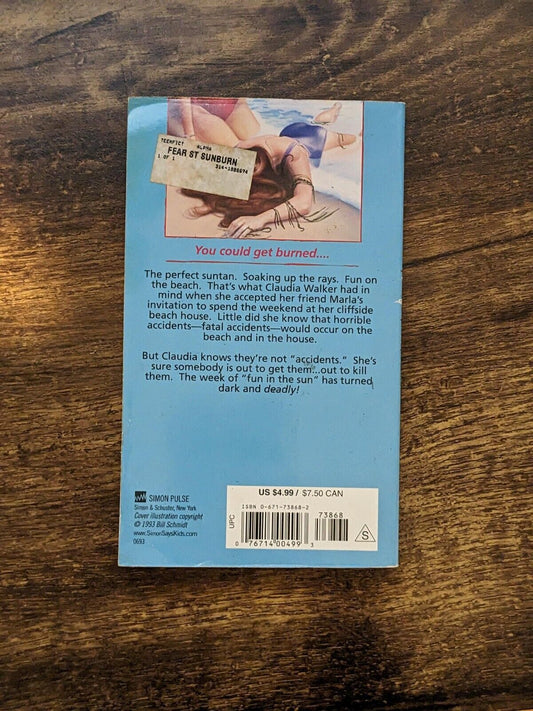 TEENFICT ALPHA
FEAR ST SUNBURN
1 OF 1
You could get burned....
The perfect suntan. Soaking up the rays. Fun on
the beach. That's what Claudia Walker had in
mind when she accepted her friend Marla's
invitation to spend the weekend at her cliffside
beach house. Little did she know that horrible
accidents—fatal accidents—would occur on the
beach and in the house.
But Claudia knows they're not "accidents." She's
sure somebody is out to get them...out to kill
them. The week of "fun in the sun" has turned
dark and deadly!
US $4.99 / $7.50 CAN
ISBN 0-671-73868-2
73868
UPC
0 76714 00499 3
S
SIMON PULSE
Simon & Schuster, New York
Cover illustration copyright
© 1993 Bill Schmidt
www.SimonSaysKids.com
0693